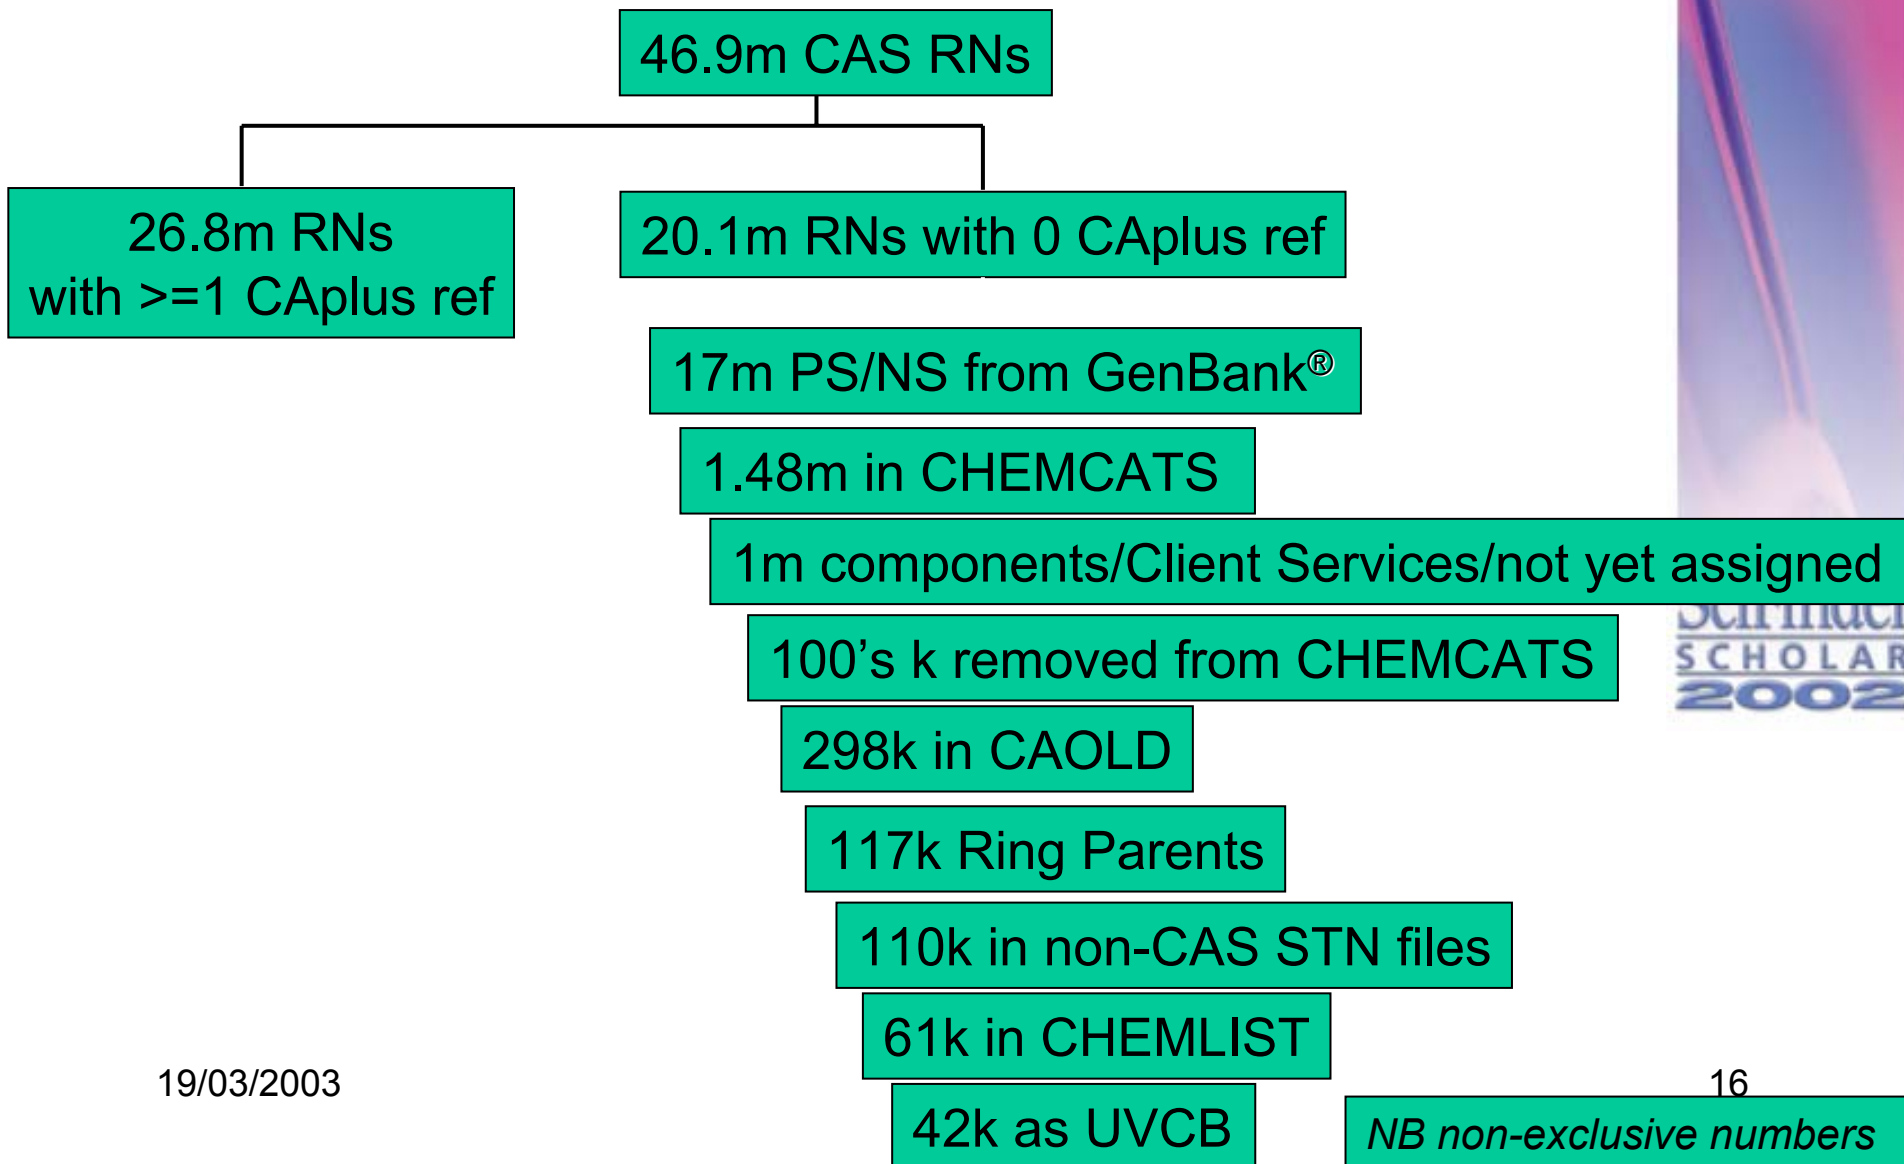 46.9m CAS RNs
26.8m RNs
with >=1 CAplus ref
20.1m RNs with 0 CAplus ref
17m PS/NS from GenBank®
1.48m in CHEMCATS
1m components/Client Services/not yet assigned
100's k removed from CHEMCATS
SCHOLAR
2002
298k in CAOLD
117k Ring Parents
110k in non-CAS STN files
61k in CHEMLIST
19/03/2003
16
42k as UVCB
NB non-exclusive numbers